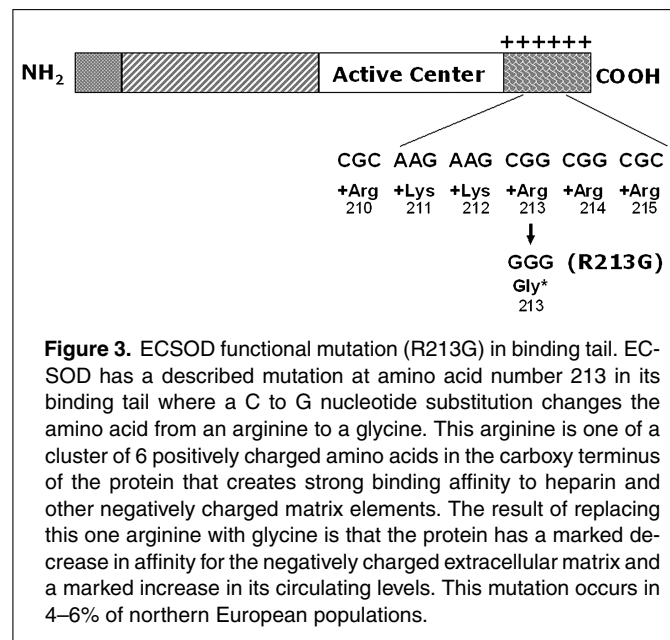 ++++++
NH2 Active Center COOH
CGC AAG AAG CGG CGG CGC
+Arg +Lys +Lys +Arg +Arg +Arg
210 211 212 213 214 215
GGG (R213G)
Gly*
213
Figure 3. ECSOD functional mutation (R213G) in binding tail. EC-
SOD has a described mutation at amino acid number 213 in its
binding tail where a C to G nucleotide substitution changes the
amino acid from an arginine to a glycine. This arginine is one of a
cluster of 6 positively charged amino acids in the carboxy terminus
of the protein that creates strong binding affinity to heparin and
other negatively charged matrix elements. The result of replacing
this one arginine with glycine is that the protein has a marked de-
crease in affinity for the negatively charged extracellular matrix and
a marked increase in its circulating levels. This mutation occurs in
4–6% of northern European populations.